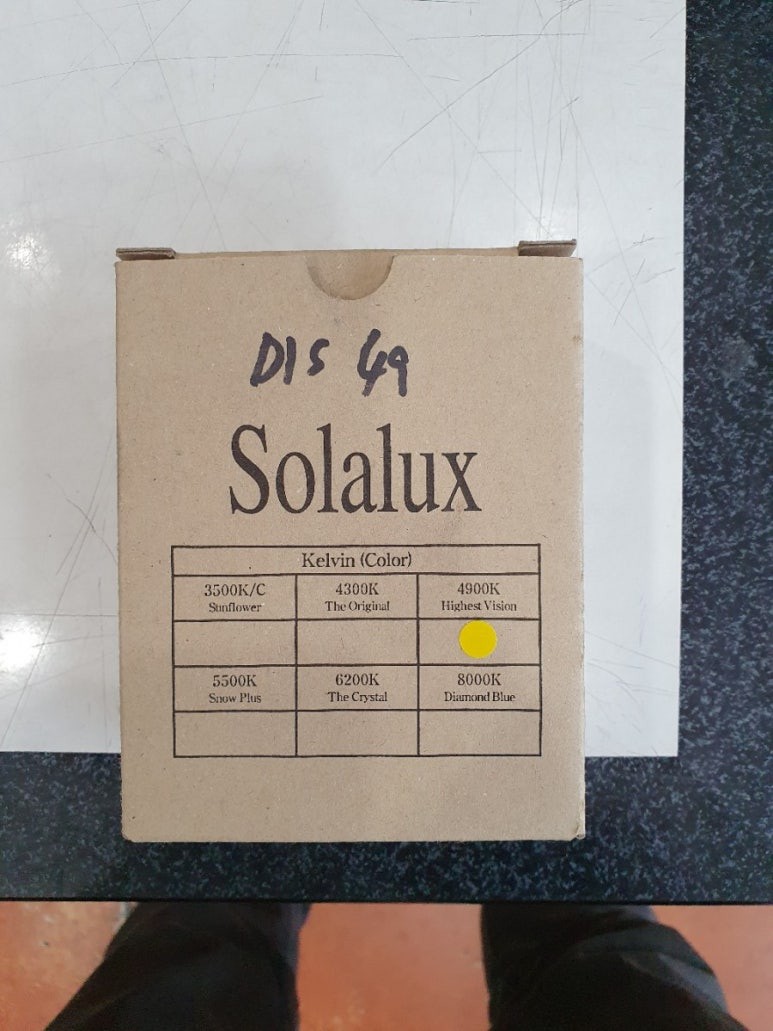 D1S 49
Solalux
Kelvin (Color)
3500K/C 4300K 4900K
Sunflower The Original Highest Vision
5500K 6200K 8000K
Snow Plus The Crystal Diamond Blue